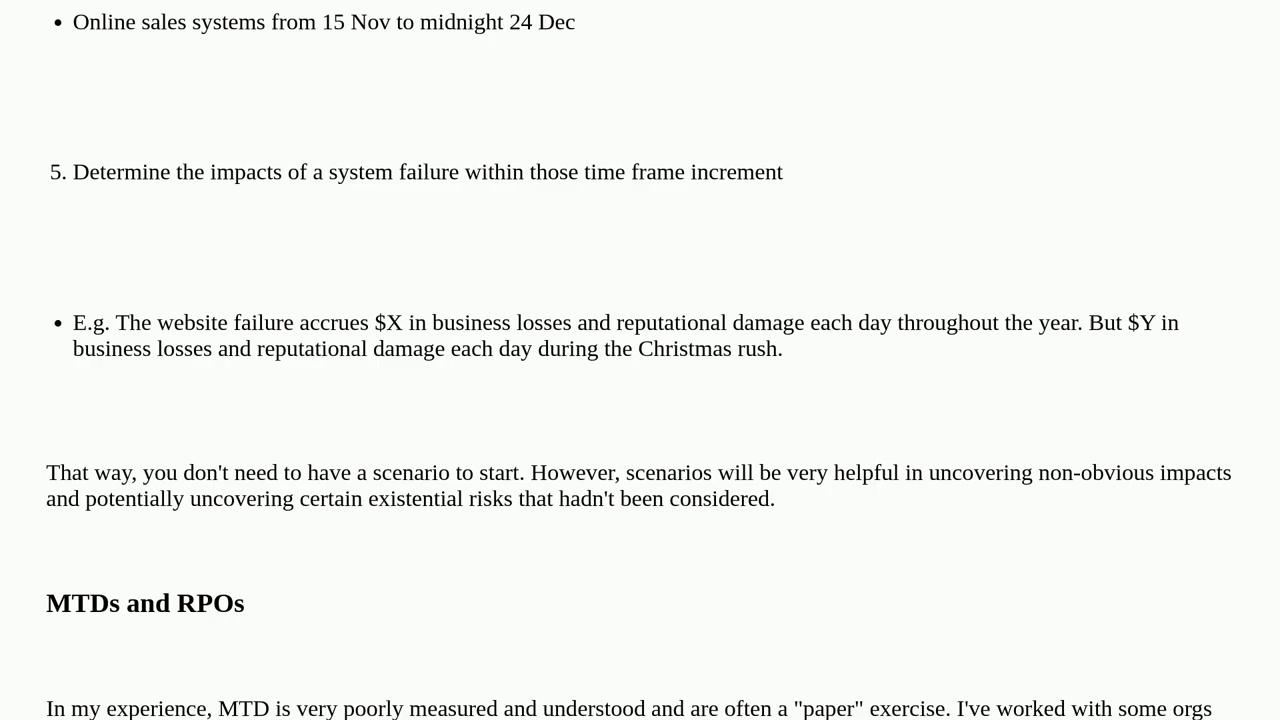 • Online sales systems from 15 Nov to midnight 24 Dec
5. Determine the impacts of a system failure within those time frame increment
• E.g. The website failure accrues $X in business losses and reputational damage each day throughout the year. But $Y in
business losses and reputational damage each day during the Christmas rush.
That way, you don't need to have a scenario to start. However, scenarios will be very helpful in uncovering non-obvious impacts
and potentially uncovering certain existential risks that hadn't been considered.
MTDs and RPOs
In my experience, MTD is very poorly measured and understood and are often a "paper" exercise. I've worked with some orgs